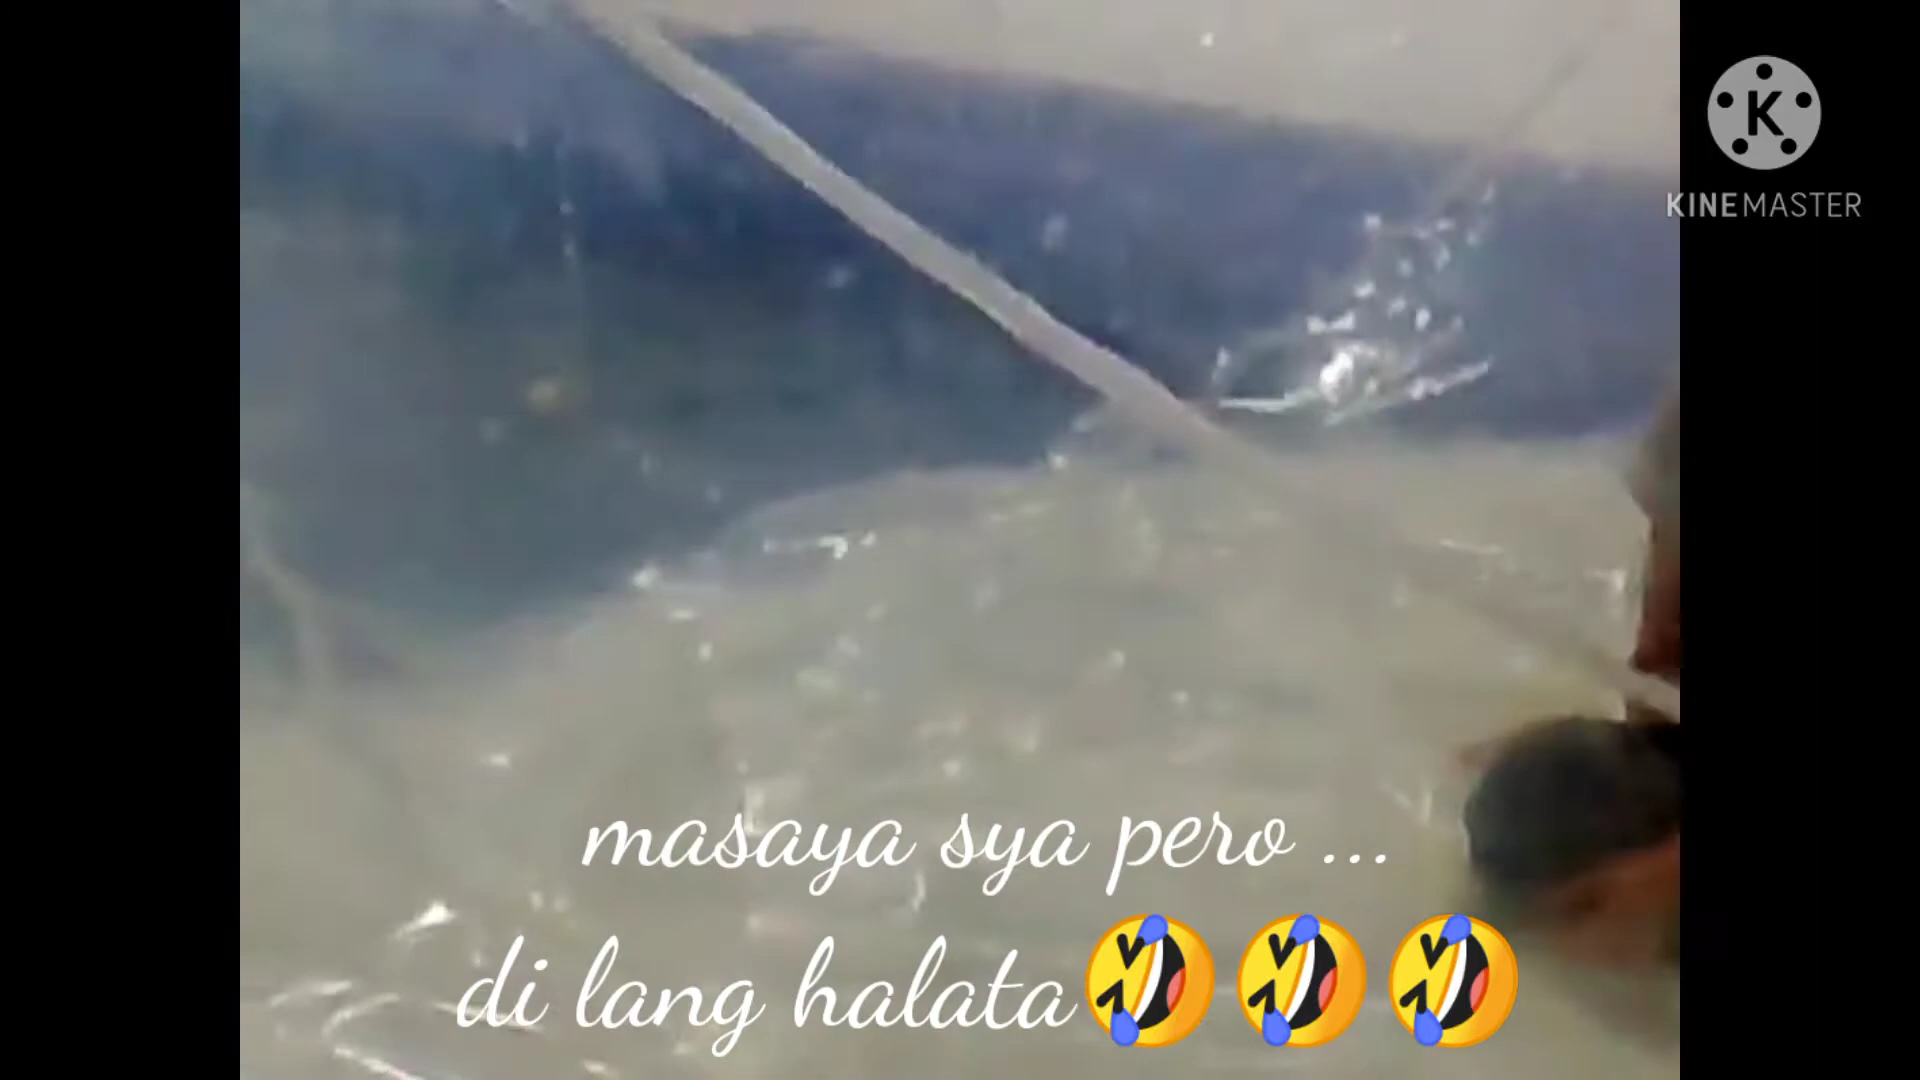 K
KINEMASTER
masaya sya pero ...
di lang halata🤣🤣🤣